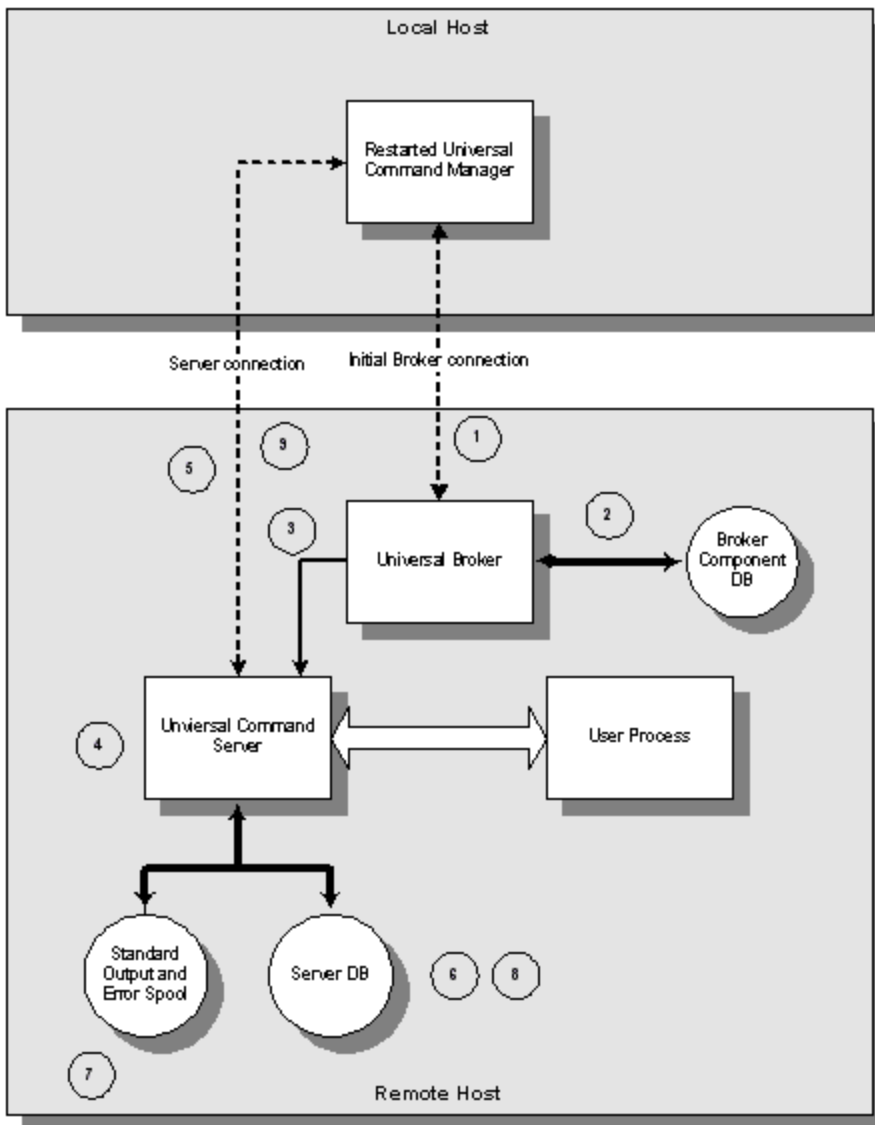 Local Host
Restarted Universal
Command Manager
Server connection
Initial Broker connection
9
1
5
3
2
Universal Broker
Broker
Component
DB
Unviersal Command
Server
4
User Process
Standard
Output and
Error Spool
Server DB
6
8
7
Remote Host